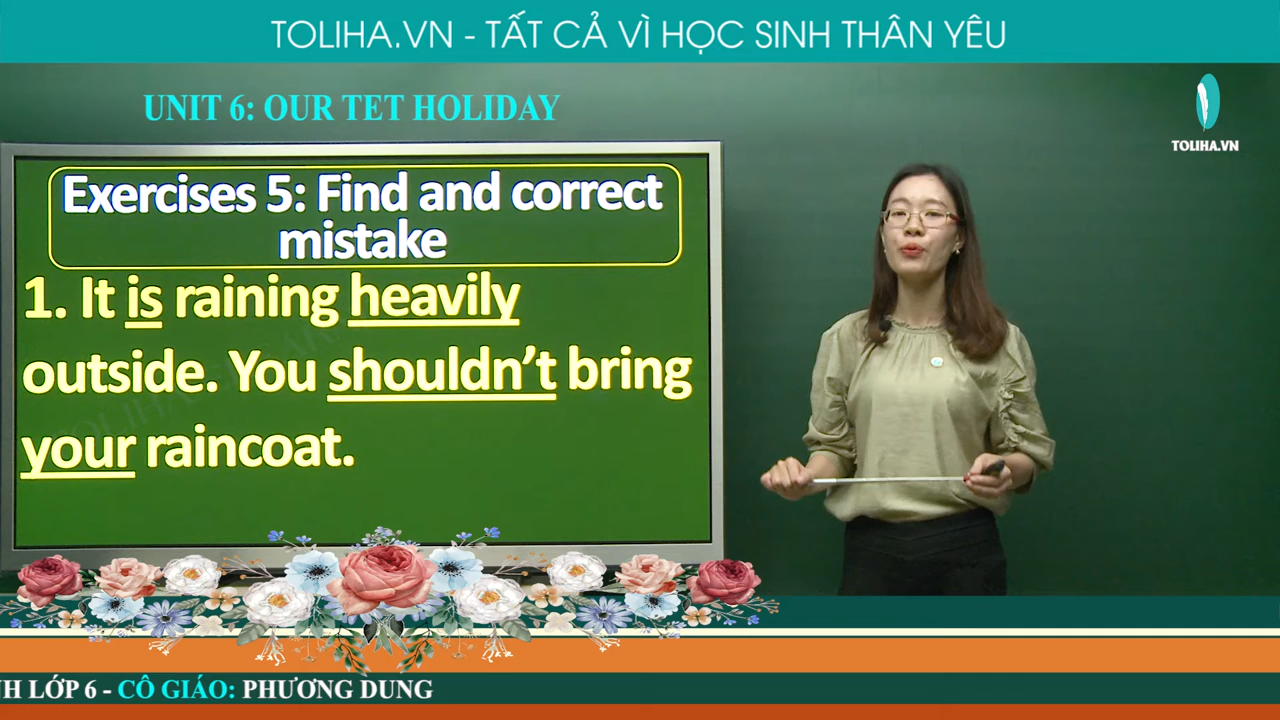 TOLIHA.VN - TẤT CẢ VÌ HỌC SINH THÂN YÊU
UNIT 6: OUR TET HOLIDAY
TOLIHA.VN
Exercises 5: Find and correct
mistake
1. It is raining heavily
outside. You shouldn't bring
your raincoat.
LỚP 6 - CÔ GIÁO: PHƯƠNG DUNG